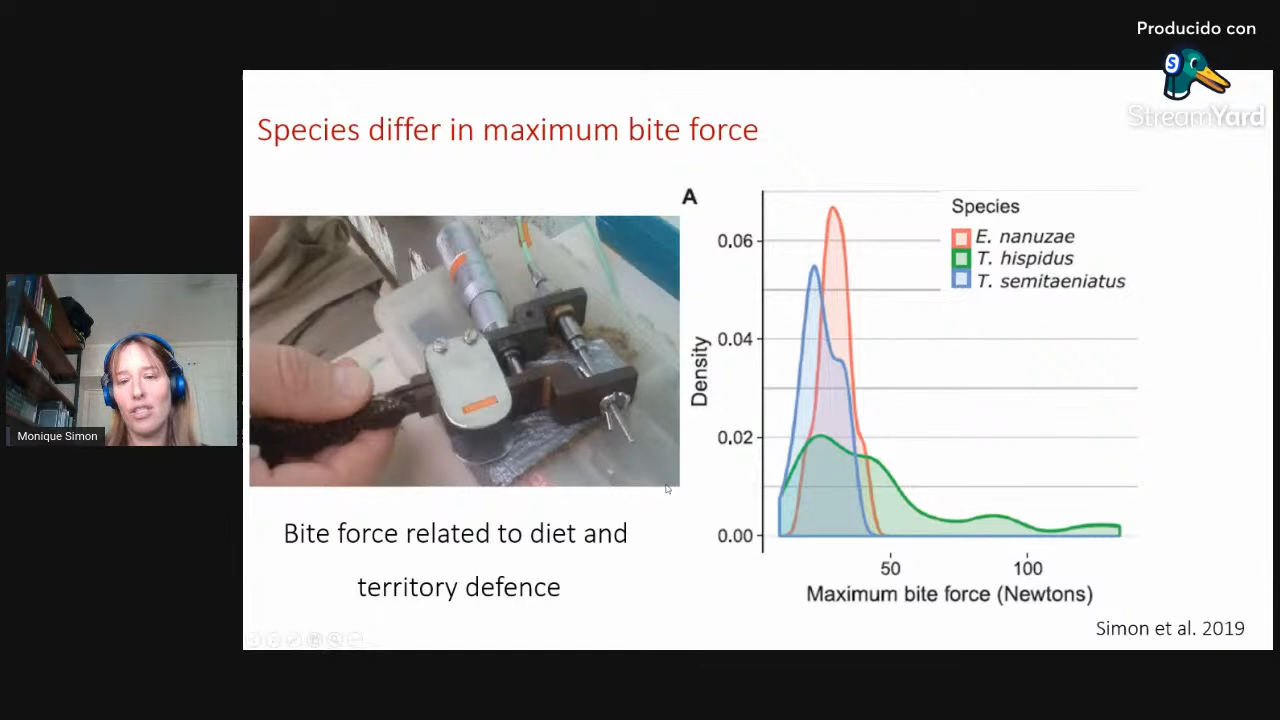 Producido con
StreamYard
Species differ in maximum bite force
A
Species
E. nanuzae
T. hispidus
T. semitaeniatus
0.06
0.04
0.02
0.00
Density
50
100
Maximum bite force (Newtons)
Monique Simon
Bite force related to diet and
territory defence
Simon et al. 2019